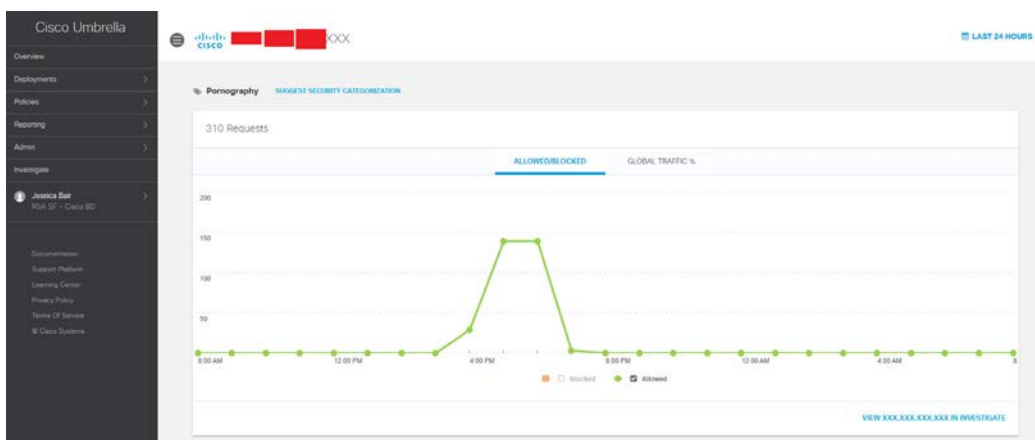 Cisco Umbrella
Overview
Deployments
Policies
Reporting
Admin
Investigate
Jessica Bair
RSA SF - Cisco BD
Documentation
Support Platform
Learning Center
Privacy Policy
Terms Of Service
© Cisco Systems
CISCO
XXX
LAST 24 HOURS
Pornography SUGGEST SECURITY CATEGORIZATION
310 Requests
ALLOWED/BLOCKED GLOBAL TRAFFIC %
200
150
100
50
8:00 AM 12:00 PM 4:00 PM 8:00 PM 12:00 AM 4:00 AM 8
Blocked Allowed
VIEW XXX.XXX.XXX.XXX IN INVESTIGATE